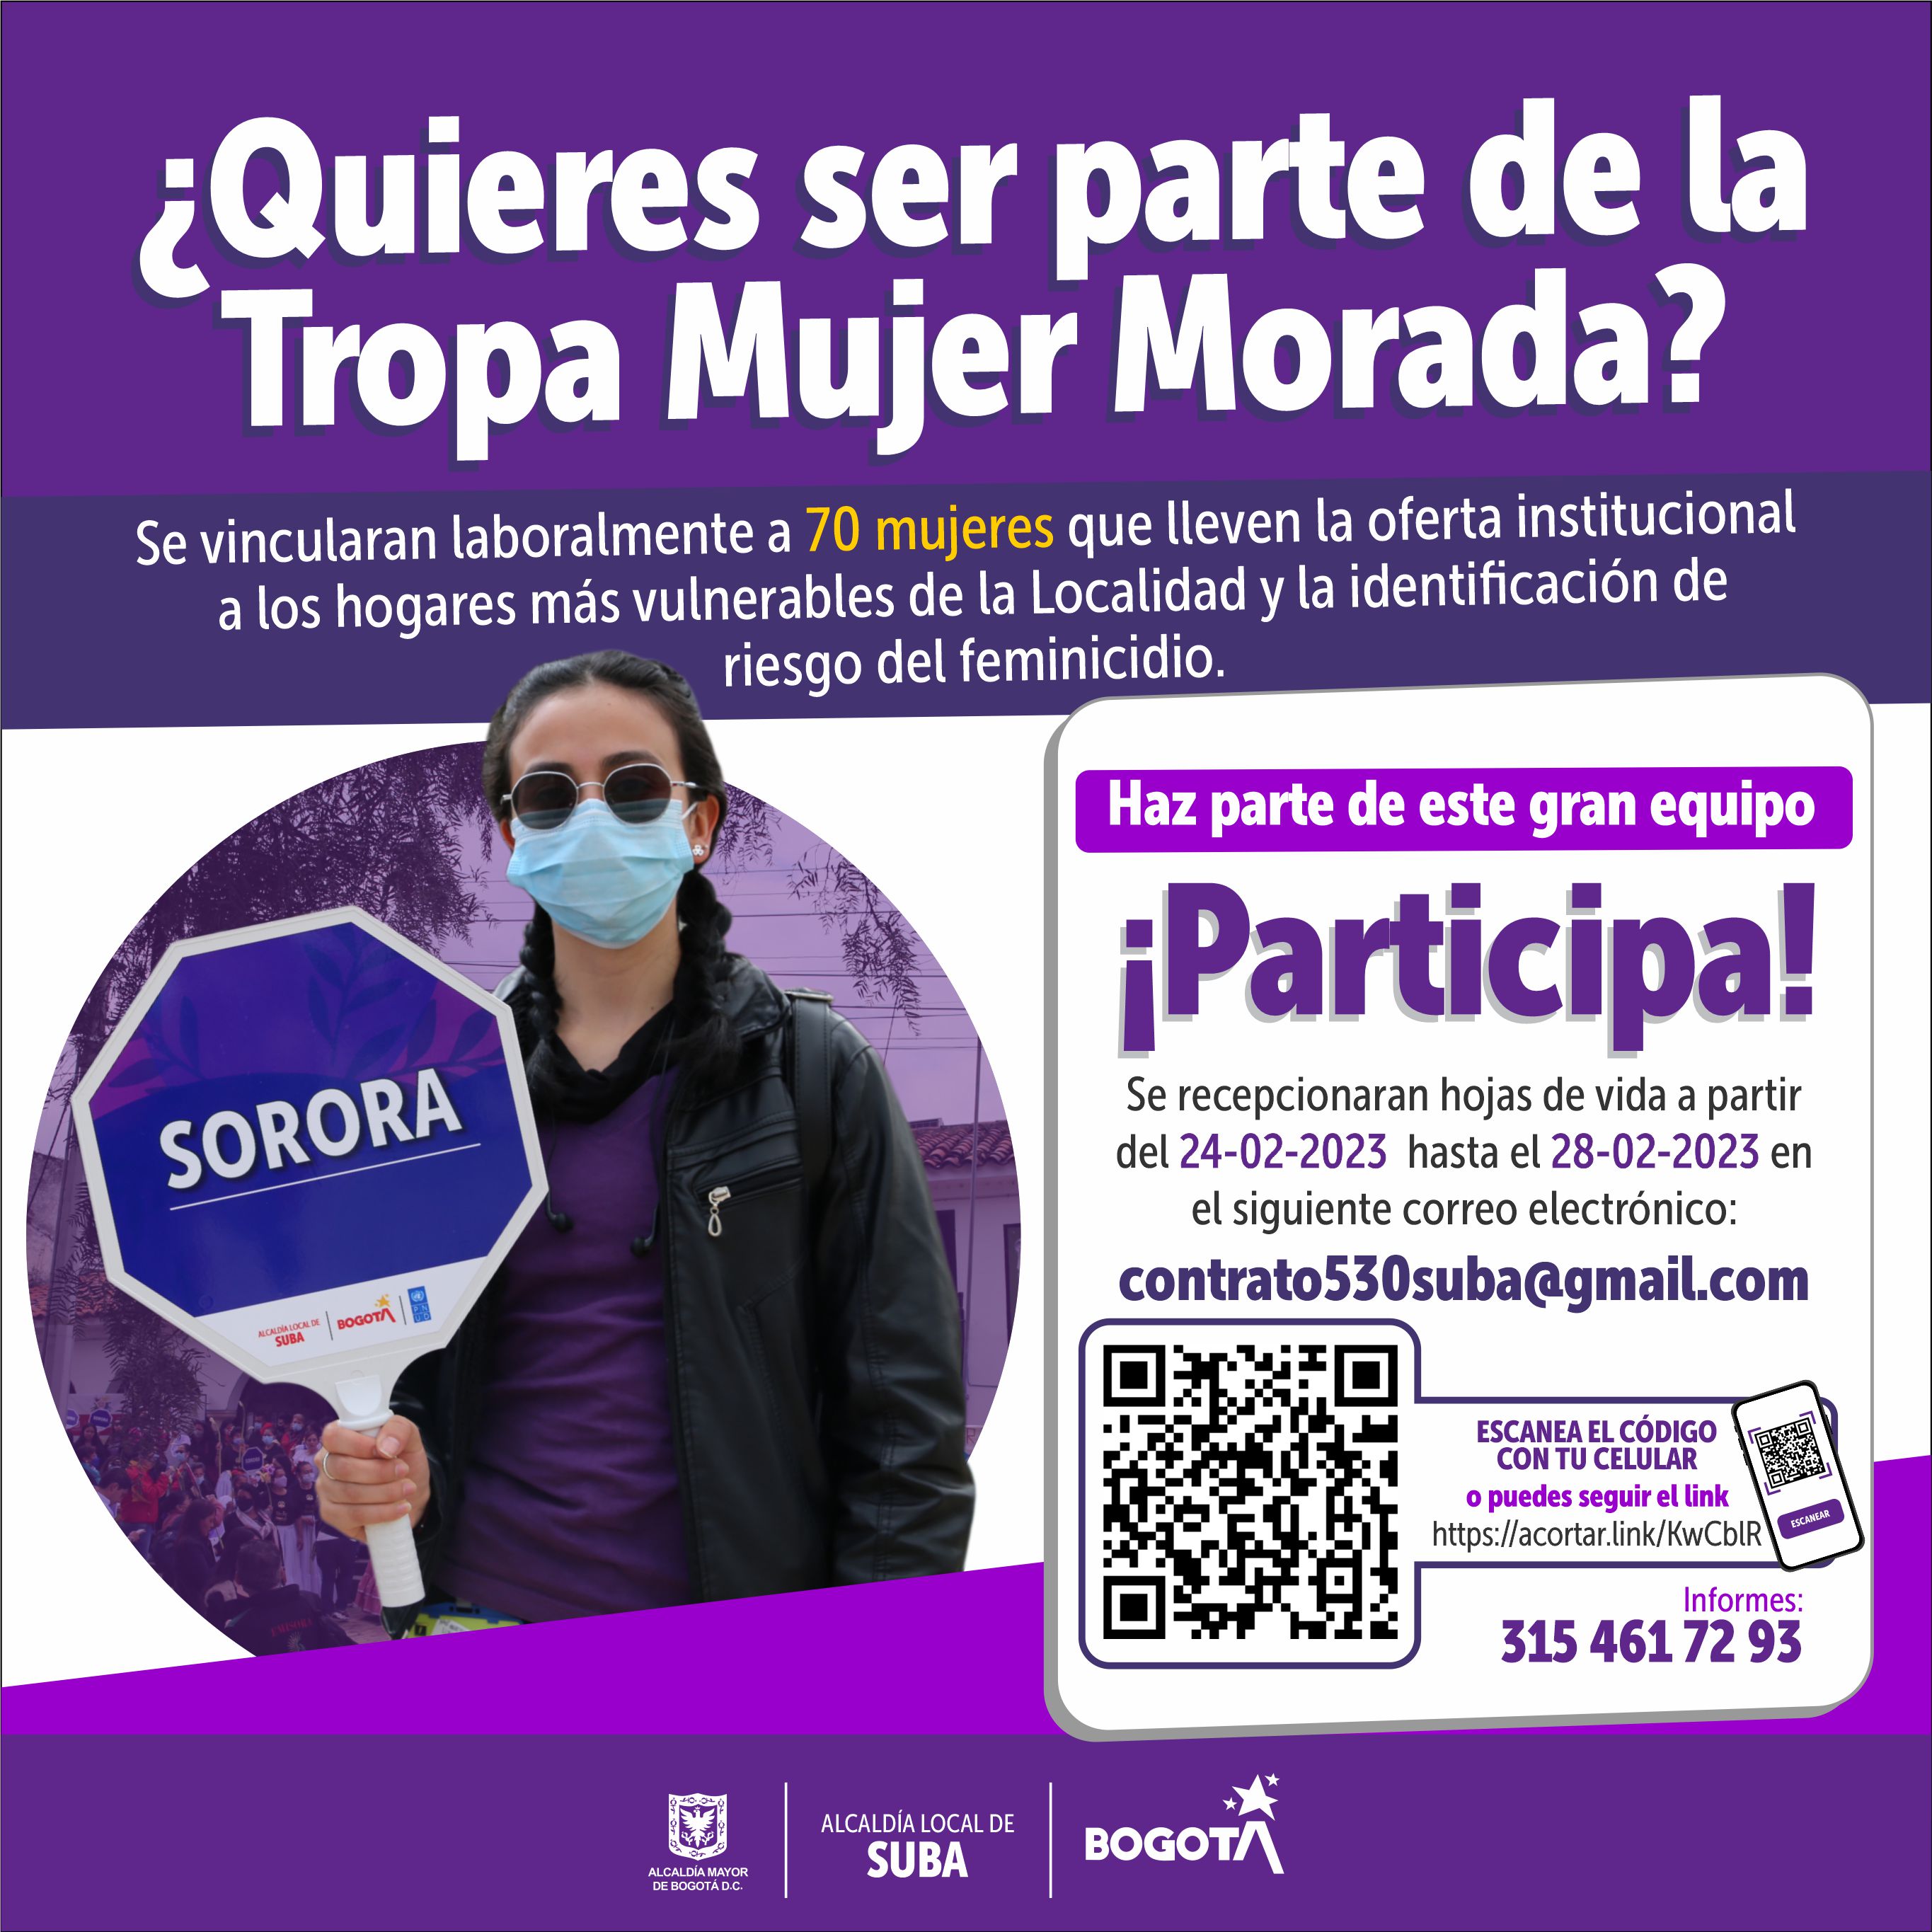 ¿Quieres ser parte de la
Tropa Mujer Morada?
Se vincularan laboralmente a 70 mujeres que lleven la oferta institucional
a los hogares más vulnerables de la Localidad y la identificación de
riesgo del feminicidio.
SORORA
ALCALDÍA LOCAL DE
SUBA
BOGOTÁ
PN
UD
Haz parte de este gran equipo
¡Participa!
Se recepcionaran hojas de vida a partir
del 24-02-2023 hasta el 28-02-2023 en
el siguiente correo electrónico:
contrato530suba@gmail.com
ESCANEA EL CÓDIGO
CON TU CELULAR
o puedes seguir el link
https://acortar.link/KwCblR
ESCANEAR
Informes:
315 461 72 93
ALCALDÍA MAYOR
DE BOGOTÁ D.C.
ALCALDÍA LOCAL DE
SUBA
BOGOTÁ